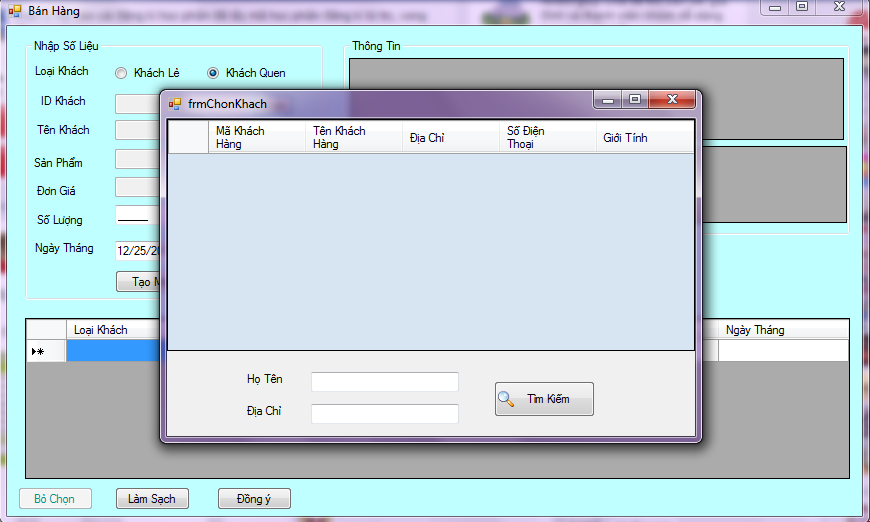 Bán Hàng
Nhập Số Liệu
Thông Tin
Loại Khách
Khách Lẻ
Khách Quen
ID Khách
Tên Khách
Sản Phẩm
Đơn Giá
Số Lượng
Ngày Tháng
12/25/20
Tạo M
frmChonKhach
Mã Khách
Hàng
Tên Khách
Hàng
Địa Chỉ
Số Điện
Thoại
Giới Tính
Họ Tên
Địa Chỉ
Tìm Kiếm
Loại Khách
Ngày Tháng
Bỏ Chọn
Làm Sạch
Đồng ý